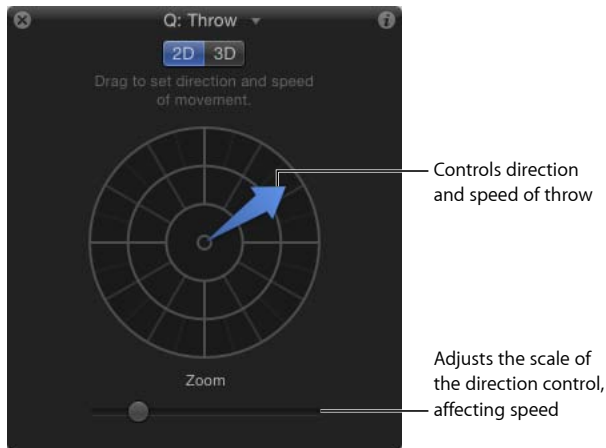 Q: Throw
2D 3D
Drag to set direction and speed
of movement.
Controls direction
and speed of throw
Zoom
Adjusts the scale of
the direction control,
affecting speed